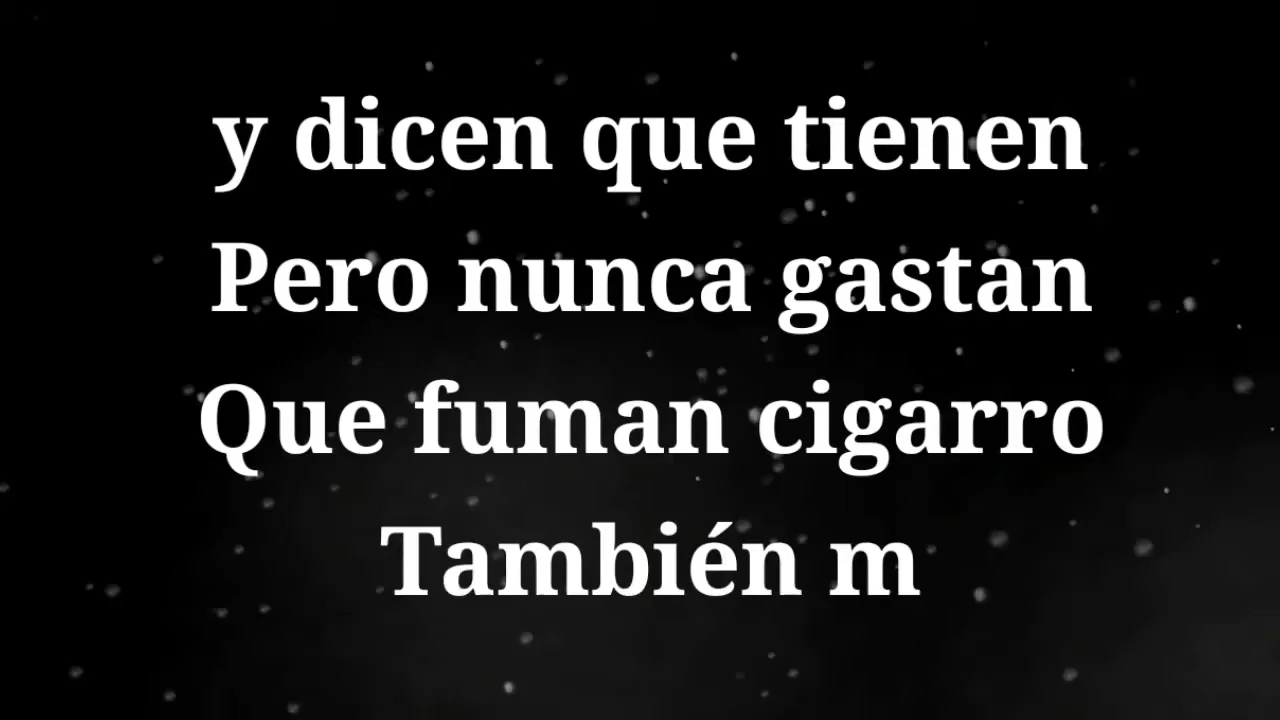 y dicen que tienen
Pero nunca gastan
Que fuman cigarro
También m